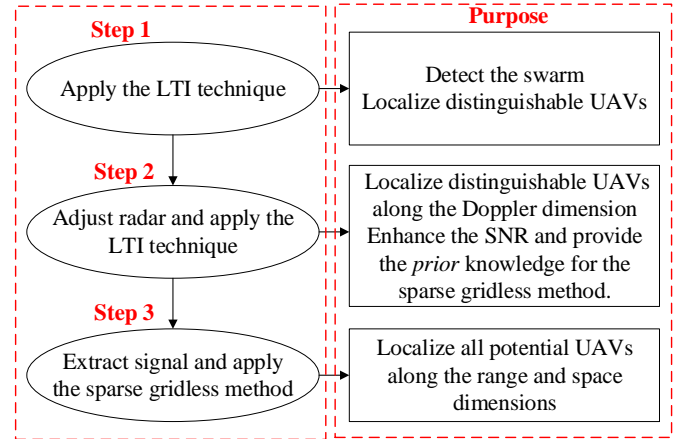 Step 1
Purpose
Apply the LTI technique
Detect the swarm
Localize distinguishable UAVs
Step 2
Adjust radar and apply the
LTI technique
Localize distinguishable UAVs
along the Doppler dimension
Enhance the SNR and provide
the prior knowledge for the
sparse gridless method.
Step 3
Extract signal and apply
the sparse gridless method
Localize all potential UAVs
along the range and space
dimensions